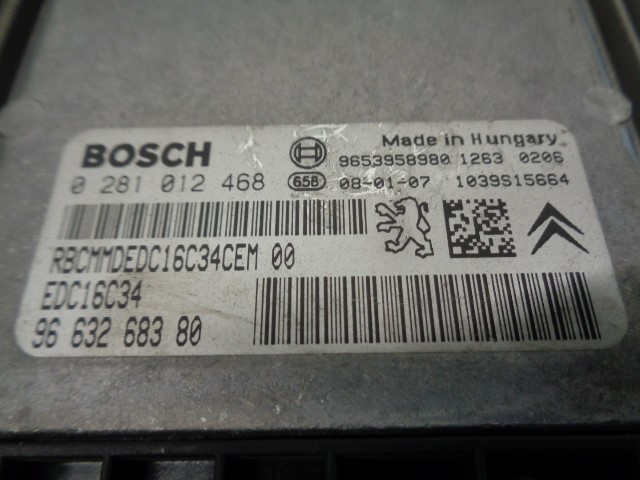 BOSCH
Made in Hungary
9653958980 1263 0206
0 281 012 468
658 08-01-07 1039S15664
RBCMMDEDC16C34CEM 00
EDC16C34
96 632 683 80